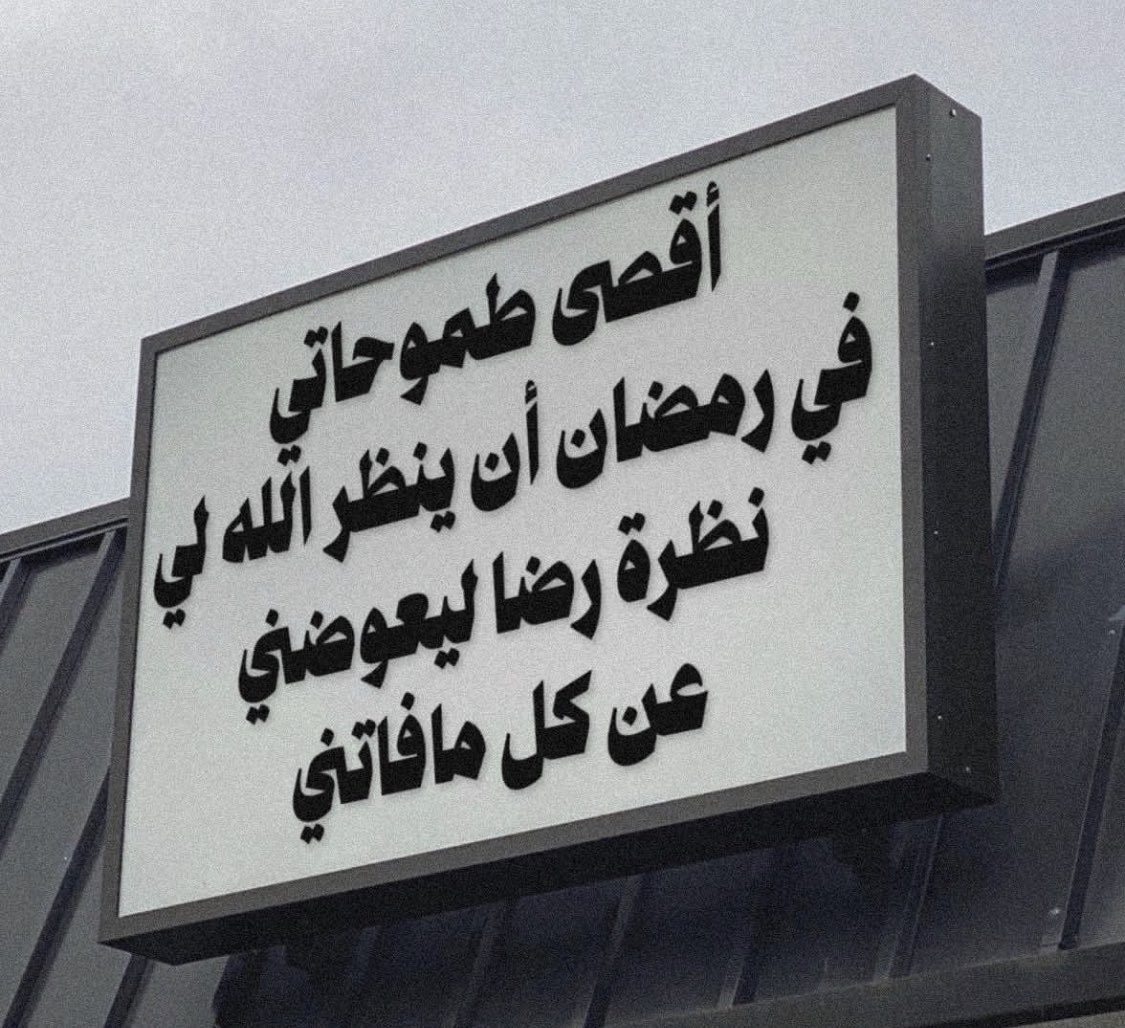 أقصى طموحاتي
في رمضان أن ينظر الله لي
نظرة رضا ليعوضني
عن كل مافاتني